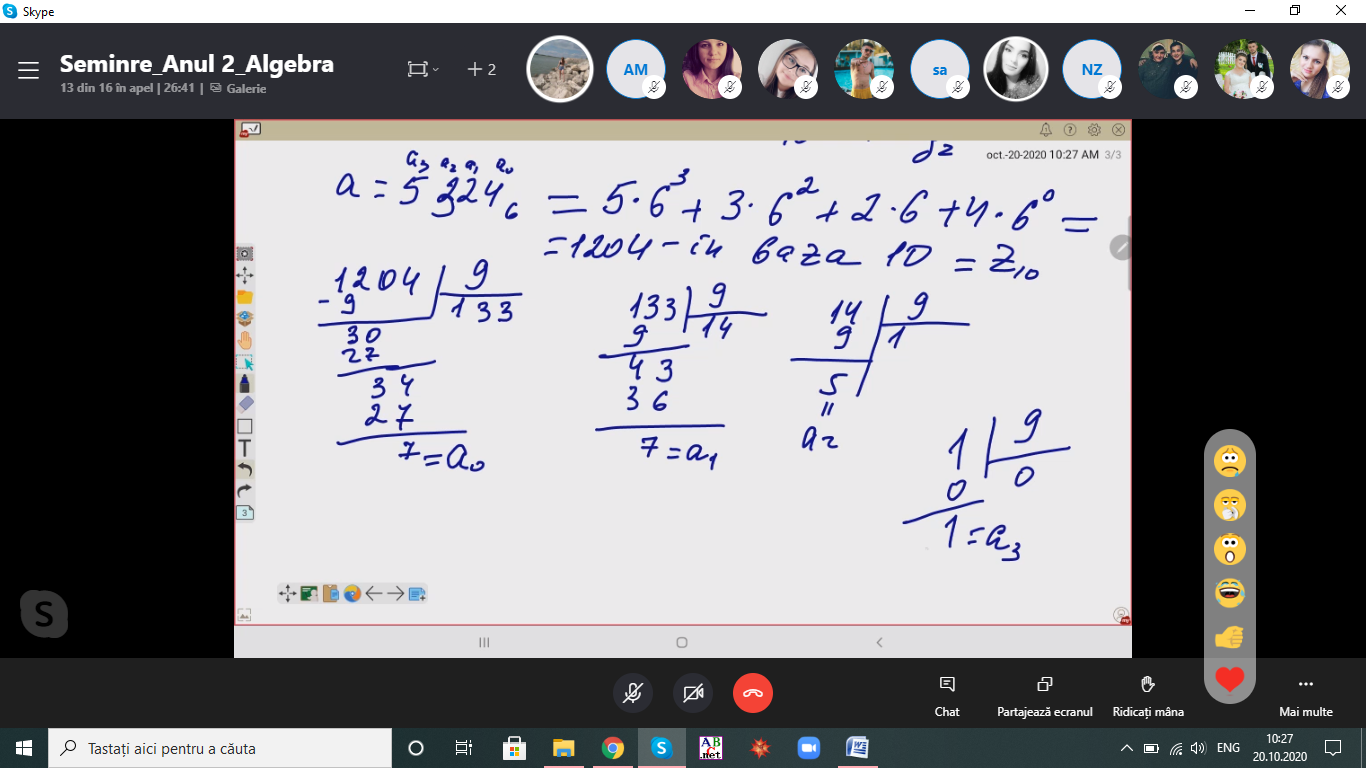 Skype
Seminre_Anul 2_Algebra
13 din 16 în apel | 26:41 | Galerie
+ 2
AM
sa
NZ
oct.-20-2020 10:27 AM 3/3
a₃ a₂ a₁ a₀
a = 5324₆ = 5·6³ + 3·6² + 2·6 + 4·6⁰ =
= 1204 - in baza 10 = Z₁₀
1204 | 9
- 9 | 133
30
27
34
27
7 = a₀
133 | 9
9 | 14
43
36
7 = a₁
14 | 9
9 | 1
5
=
a₂
1 | 9
0 | 0
1 = a₃
T
3
S
Chat
Partajează ecranul
Ridicați mâna
Mai multe
Tastați aici pentru a căuta
AB
C
.net
ENG
10:27
20.10.2020